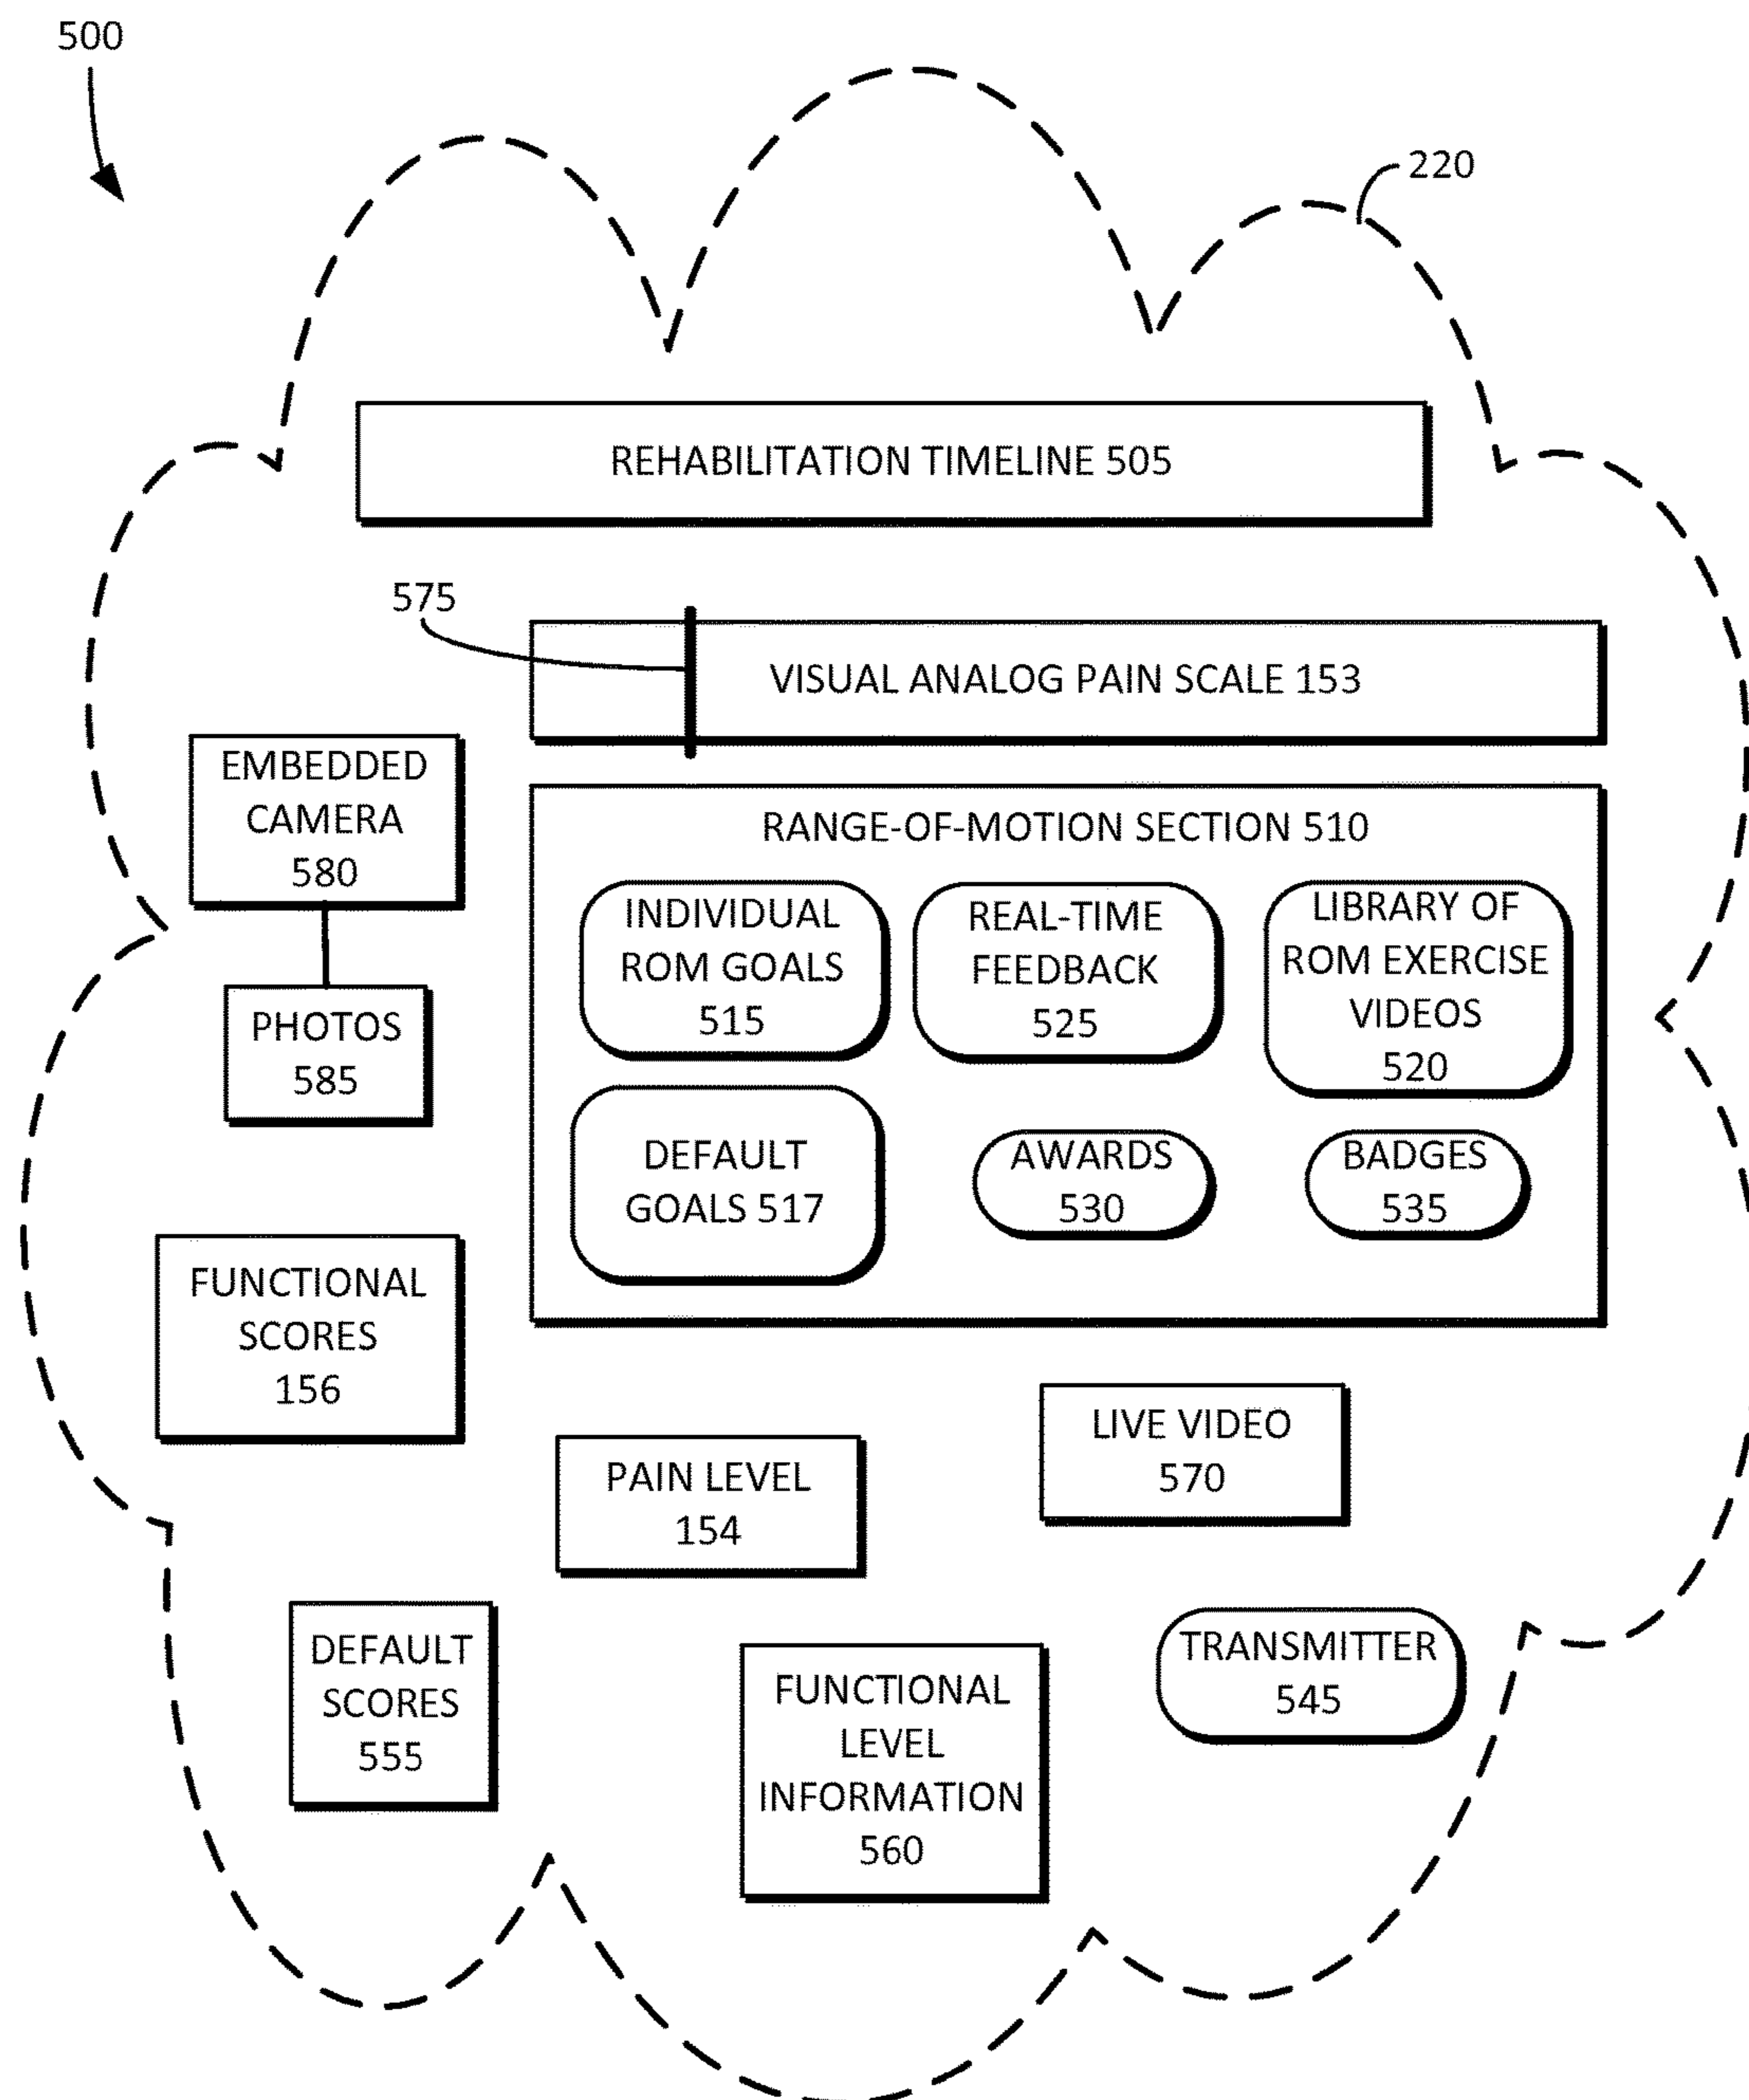 500
220
REHABILITATION TIMELINE 505
575
VISUAL ANALOG PAIN SCALE 153
EMBEDDED
CAMERA
580
PHOTOS
585
RANGE-OF-MOTION SECTION 510
INDIVIDUAL
ROM GOALS
515
REAL-TIME
FEEDBACK
525
LIBRARY OF
ROM EXERCISE
VIDEOS
520
DEFAULT
GOALS 517
AWARDS
530
BADGES
535
FUNCTIONAL
SCORES
156
PAIN LEVEL
154
LIVE VIDEO
570
DEFAULT
SCORES
555
FUNCTIONAL
LEVEL
INFORMATION
560
TRANSMITTER
545